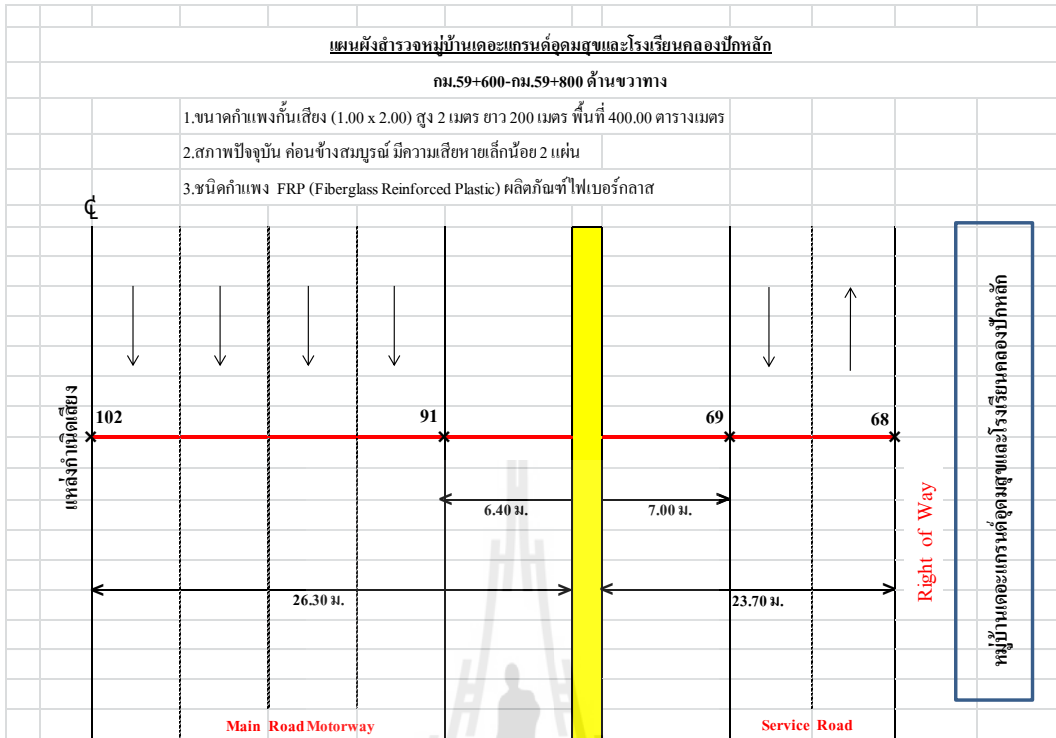 แผนผังสำรวจหมู่บ้านเดอะแกรนด์อุดมสุขและโรงเรียนคลองปักหลัก
กม.59+600-กม.59+800 ด้านขวาทาง
1.ขนาดกำแพงกั้นเสียง (1.00 x 2.00) สูง 2 เมตร ยาว 200 เมตร พื้นที่ 400.00 ตารางเมตร
2.สภาพปัจจุบัน ค่อนข้างสมบูรณ์ มีความเสียหายเล็กน้อย 2 แผ่น
3.ชนิดกำแพง FRP (Fiberglass Reinforced Plastic) ผลิตภัณฑ์ไฟเบอร์กลาส
℄
แหล่งกำเนิดเสียง
102
91
69
68
6.40 ม.
7.00 ม.
26.30 ม.
23.70 ม.
Right of Way
หมู่บ้านเดอะแกรนด์อุดมสุขและโรงเรียนคลองปักหลัก
Main Road Motorway
Service Road